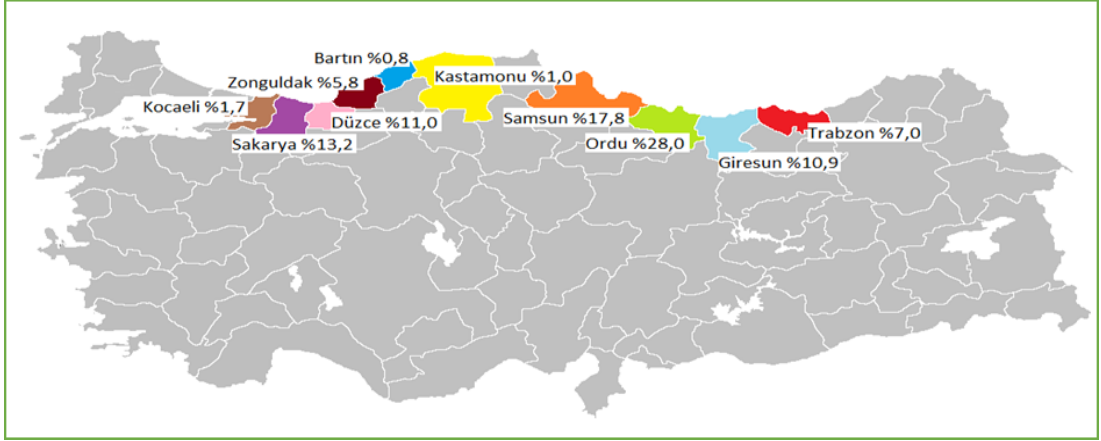 Bartın %0,8
Zonguldak %5,8
Kastamonu %1,0
Kocaeli %1,7
Düzce %11,0
Samsun %17,8
Trabzon %7,0
Sakarya %13,2
Ordu %28,0
Giresun %10,9